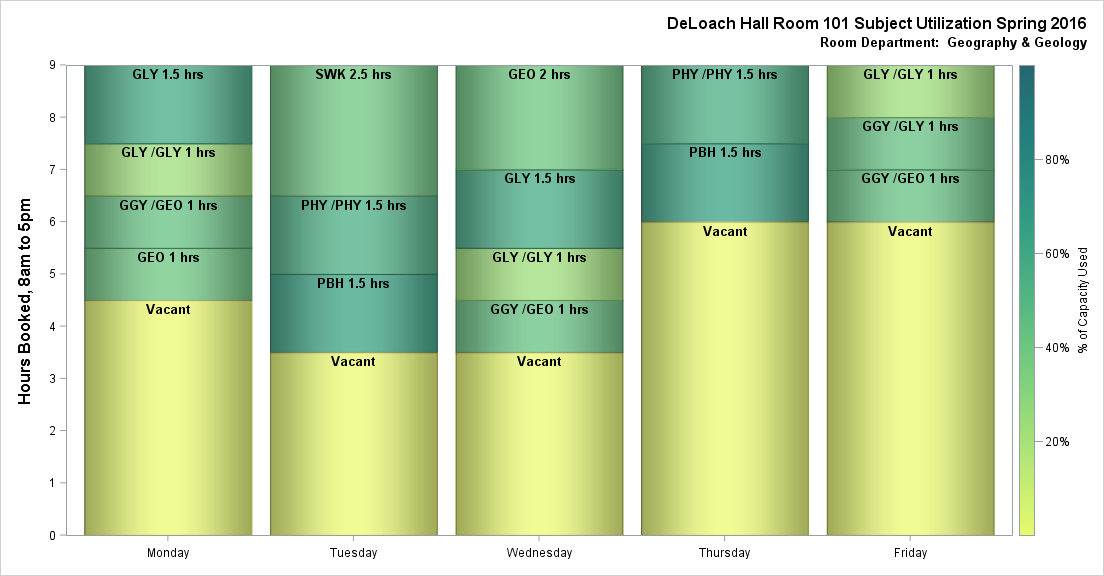 DeLoach Hall Room 101 Subject Utilization Spring 2016
Room Department: Geography & Geology
Hours Booked, 8am to 5pm
9
8
7
6
5
4
3
2
1
0
GLY 1.5 hrs
GLY /GLY 1 hrs
GGY /GEO 1 hrs
GEO 1 hrs
Vacant
SWK 2.5 hrs
PHY /PHY 1.5 hrs
PBH 1.5 hrs
Vacant
GEO 2 hrs
GLY 1.5 hrs
GLY /GLY 1 hrs
GGY /GEO 1 hrs
Vacant
PHY /PHY 1.5 hrs
PBH 1.5 hrs
Vacant
GLY /GLY 1 hrs
GGY /GLY 1 hrs
GGY /GEO 1 hrs
Vacant
Monday
Tuesday
Wednesday
Thursday
Friday
80%
60%
40%
20%
% of Capacity Used